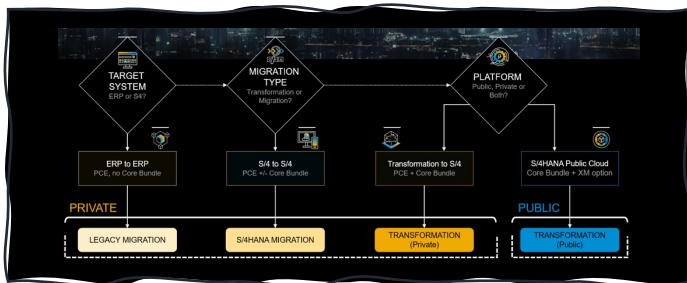 TARGET
SYSTEM
ERP or S4?
MIGRATION
TYPE
Transformation or
Migration?
PLATFORM
Public, Private or
Both?
ERP to ERP
PCE, no Core Bundle
S/4 to S/4
PCE +/- Core Bundle
Transformation to S/4
PCE + Core Bundle
S/4HANA Public Cloud
Core Bundle + XM option
PRIVATE
PUBLIC
LEGACY MIGRATION
S/4HANA MIGRATION
TRANSFORMATION
(Private)
TRANSFORMATION
(Public)